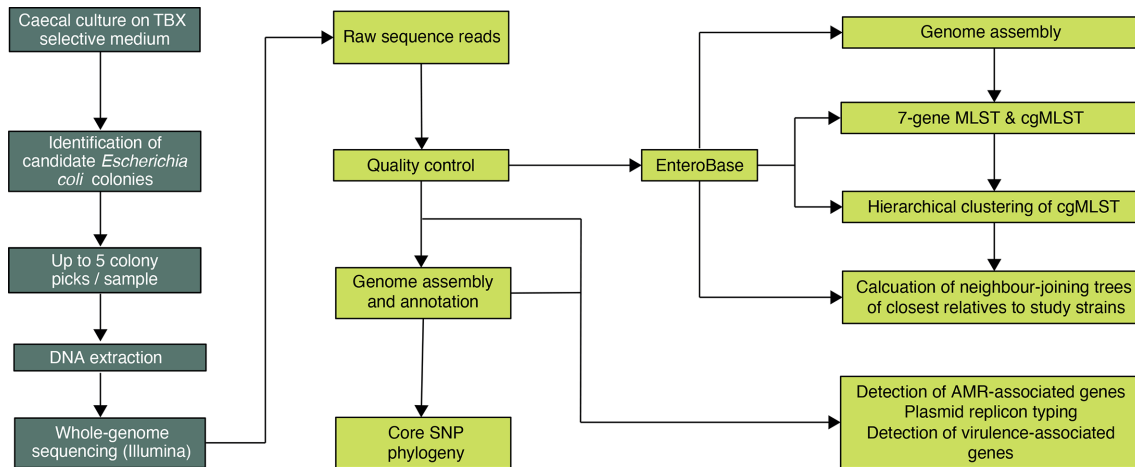 Caecal culture on TBX
selective medium
Identification of
candidate Escherichia
coli colonies
Up to 5 colony
picks / sample
DNA extraction
Whole-genome
sequencing (Illumina)
Raw sequence reads
Quality control
Genome assembly
and annotation
Core SNP
phylogeny
EnteroBase
Genome assembly
7-gene MLST & cgMLST
Hierarchical clustering of cgMLST
Calcuation of neighbour-joining trees
of closest relatives to study strains
Detection of AMR-associated genes
Plasmid replicon typing
Detection of virulence-associated
genes